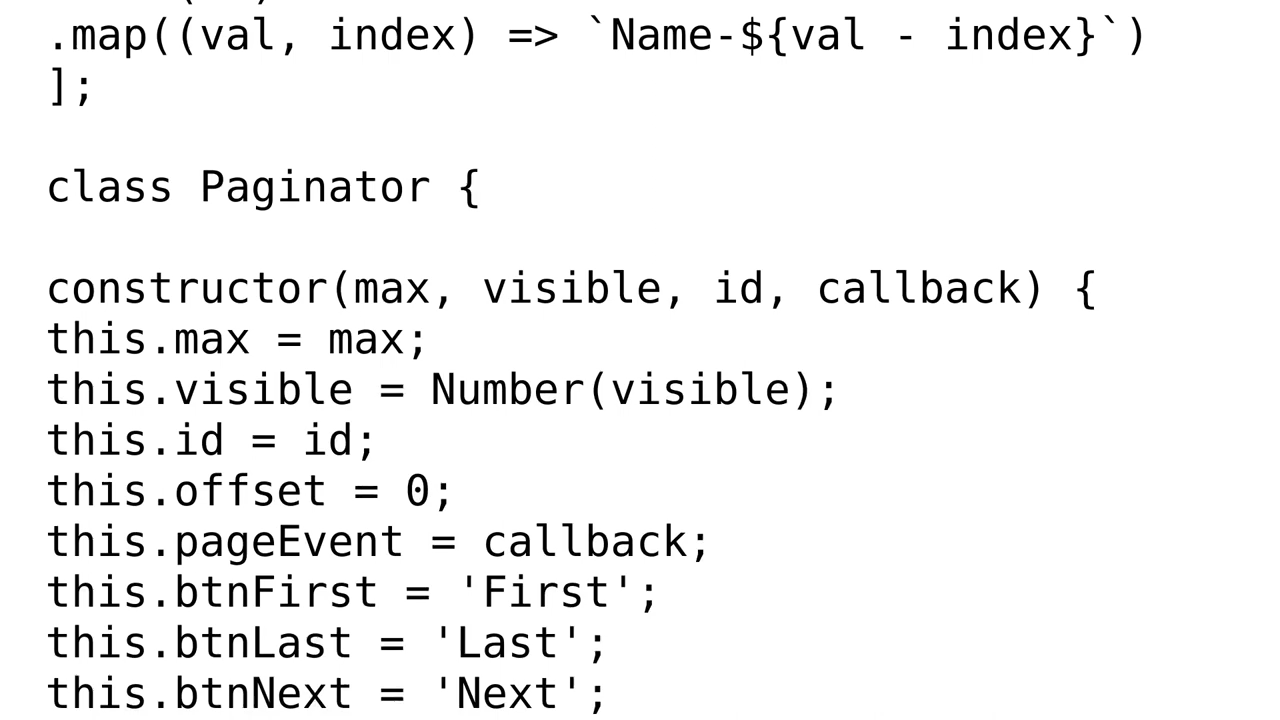 .map((val, index) => `Name-${val - index}`)
];
class Paginator {
constructor(max, visible, id, callback) {
this.max = max;
this.visible = Number(visible);
this.id = id;
this.offset = 0;
this.pageEvent = callback;
this.btnFirst = 'First';
this.btnLast = 'Last';
this.btnNext = 'Next';